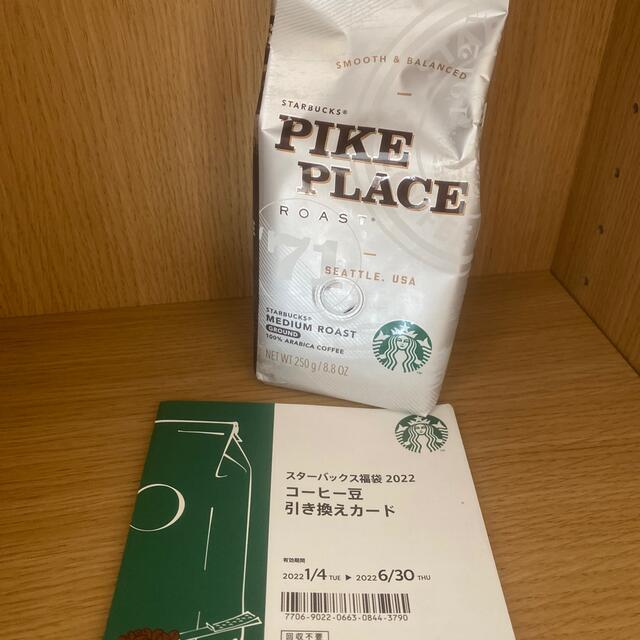 SMOOTH & BALANCED
STARBUCKS®
PIKE
PLACE
ROAST®
'71
SEATTLE. USA
STARBUCKS®
MEDIUM ROAST
GROUND
100% ARABICA COFFEE
NET WT 250 g / 8.8 OZ
スターバックス福袋 2022
コーヒー豆
引き換えカード
有効期間
2022 1/4 TUE ▶ 2022 6/30 THU
7706-9022-0663-0844-3790
回収不要